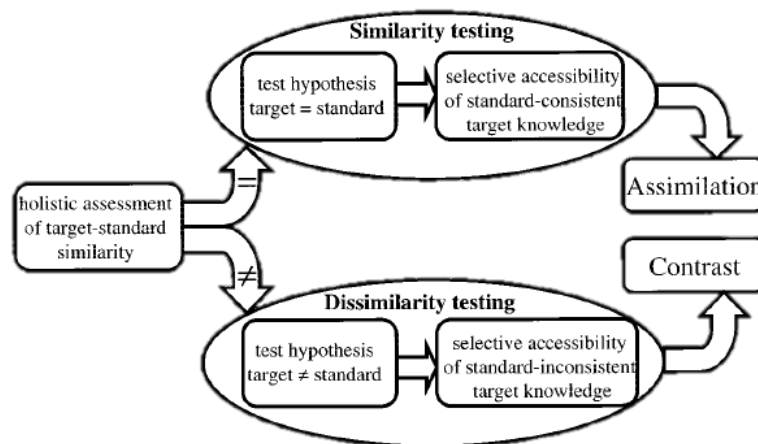 Similarity testing
test hypothesis
target = standard
selective accessibility
of standard-consistent
target knowledge
Assimilation
=
holistic assessment
of target-standard
similarity
≠
Contrast
Dissimilarity testing
test hypothesis
target ≠ standard
selective accessibility
of standard-inconsistent
target knowledge